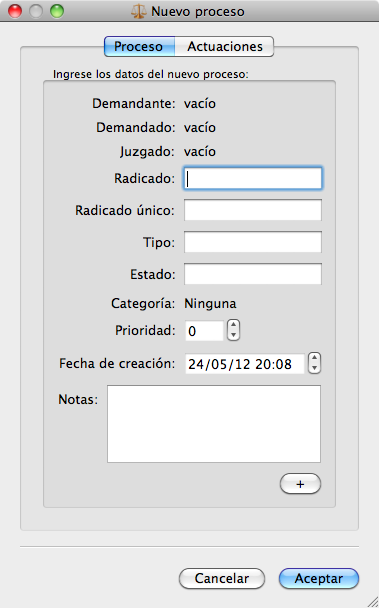 Nuevo proceso
Proceso Actuaciones
Ingrese los datos del nuevo proceso:
Demandante: vacío
Demandado: vacío
Juzgado: vacío
Radicado:
Radicado único:
Tipo:
Estado:
Categoría: Ninguna
Prioridad: 0
Fecha de creación: 24/05/12 20:08
Notas:
+
Cancelar Aceptar